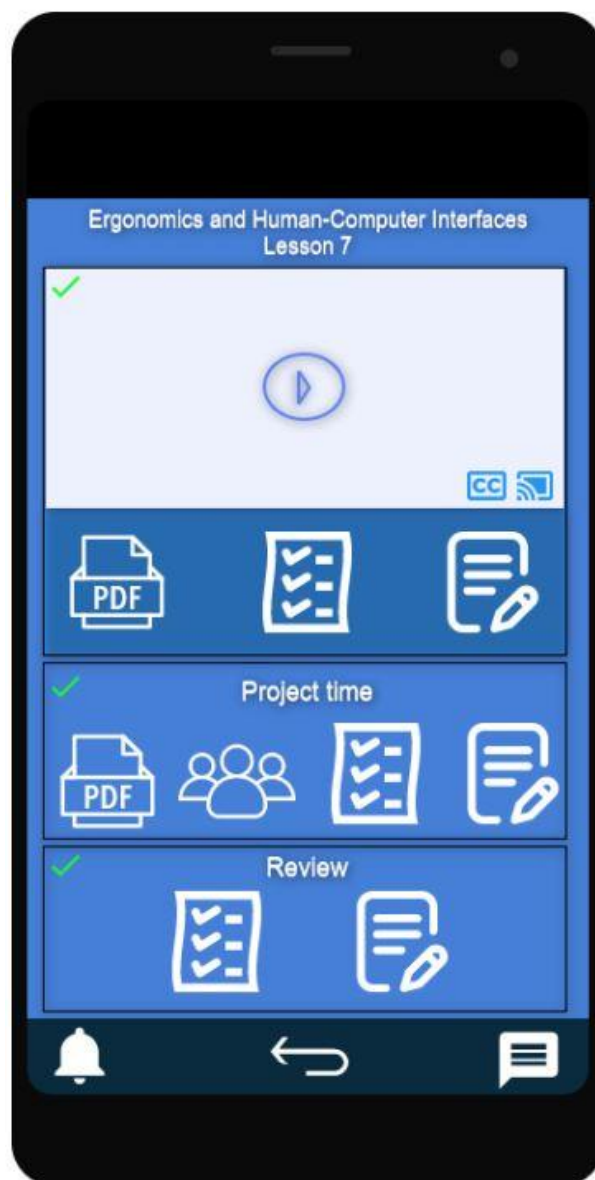 Ergonomics and Human-Computer Interfaces
Lesson 7
CC
PDF
Project time
PDF
Review